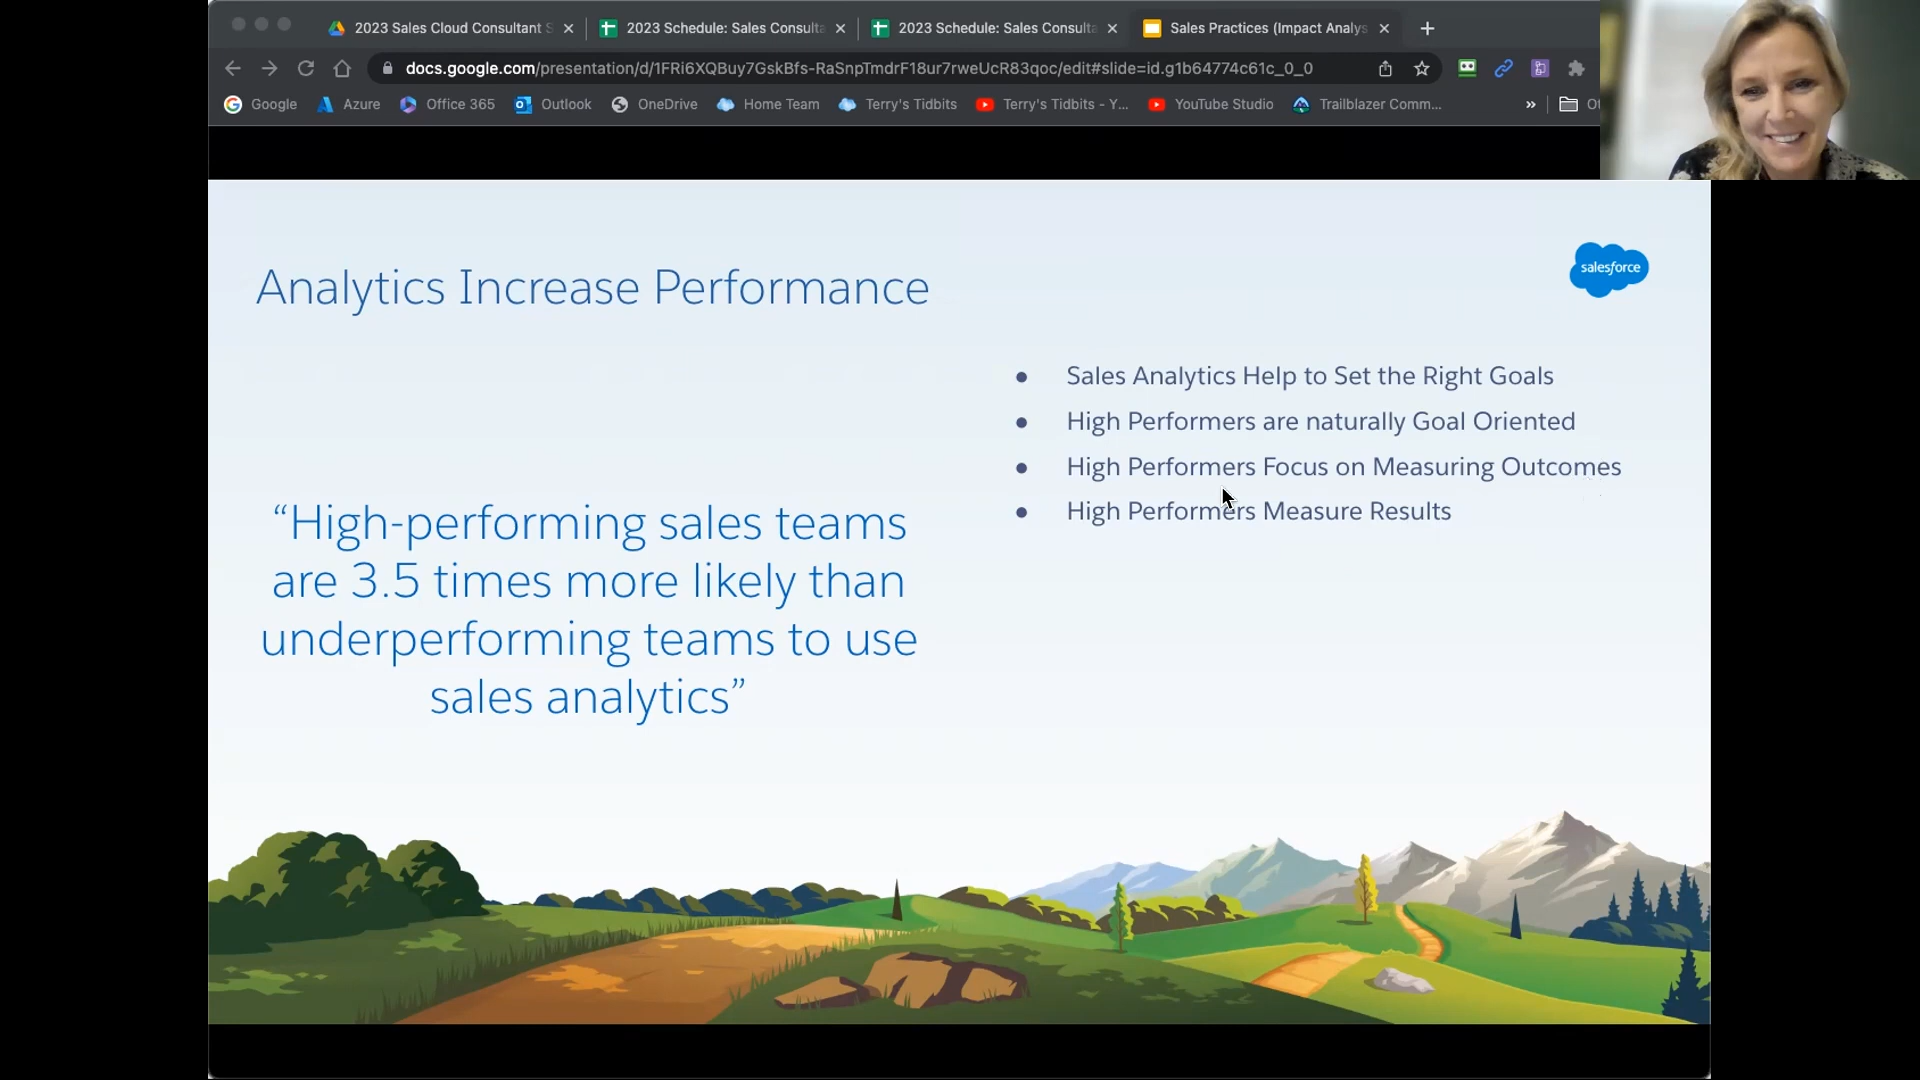 2023 Sales Cloud Consultant S
2023 Schedule: Sales Consulta
2023 Schedule: Sales Consulta
Sales Practices (Impact Analys
docs.google.com/presentation/d/1FRi6XQBuy7GskBfs-RaSnpTmdrF18ur7rweUcR83qoc/edit#slide=id.g1b64774c61c_0_0
Google
Azure
Office 365
Outlook
OneDrive
Home Team
Terry's Tidbits
Terry's Tidbits - Y...
YouTube Studio
Trailblazer Comm...
»
Ot
Analytics Increase Performance
salesforce
● Sales Analytics Help to Set the Right Goals
● High Performers are naturally Goal Oriented
● High Performers Focus on Measuring Outcomes
● High Performers Measure Results
“High-performing sales teams
are 3.5 times more likely than
underperforming teams to use
sales analytics”